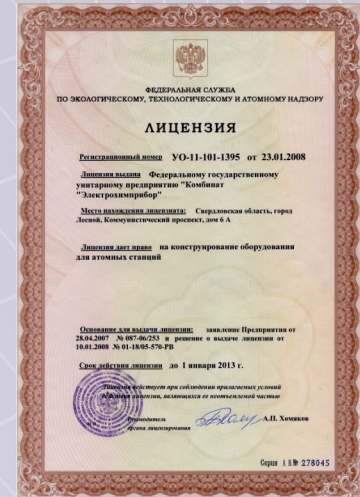 ФЕДЕРАЛЬНАЯ СЛУЖБА
ПО ЭКОЛОГИЧЕСКОМУ, ТЕХНОЛОГИЧЕСКОМУ И АТОМНОМУ НАДЗОРУ
ЛИЦЕНЗИЯ
Регистрационный номер УО-11-101-1395 от 23.01.2008
Лицензия выдана Федеральному государственному
унитарному предприятию "Комбинат
"Электрохимприбор"
Место нахождения лицензиата: Свердловская область, город
Лесной, Коммунистический проспект, дом 6 А
Лицензия дает право на конструирование оборудования
для атомных станций
Основание для выдачи лицензии: заявление Предприятия от
28.04.2007 № 087-06/253 и решение о выдаче лицензии от
10.01.2008 № 01-18/05-570-РВ
Срок действия лицензии до 1 января 2013 г.
Лицензия действует при соблюдении прилагаемых условий
действия лицензии, являющихся ее неотъемлемой частью
Руководитель
органа лицензирования
А.П. Хомяков
Серия А В № 278045